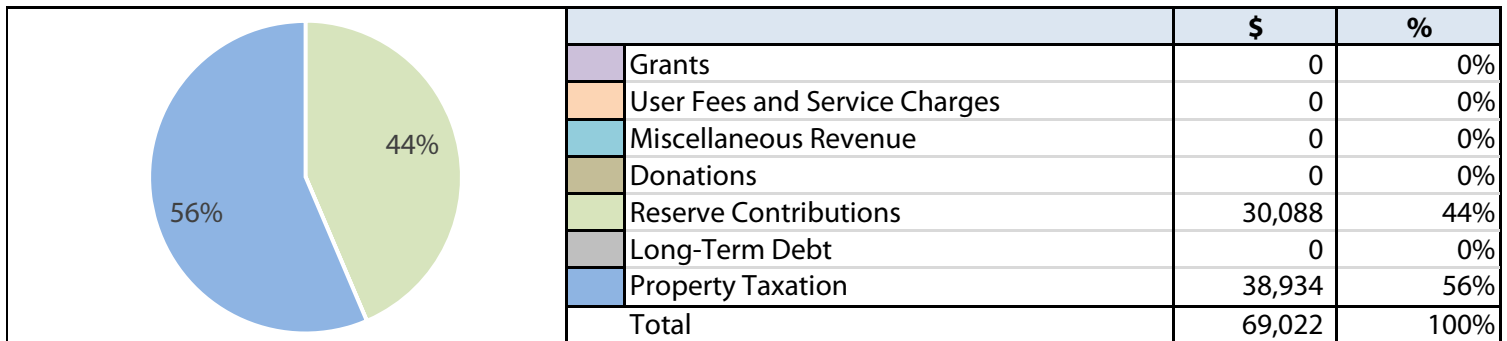 44%
56%
$ %
Grants 0 0%
User Fees and Service Charges 0 0%
Miscellaneous Revenue 0 0%
Donations 0 0%
Reserve Contributions 30,088 44%
Long-Term Debt 0 0%
Property Taxation 38,934 56%
Total 69,022 100%